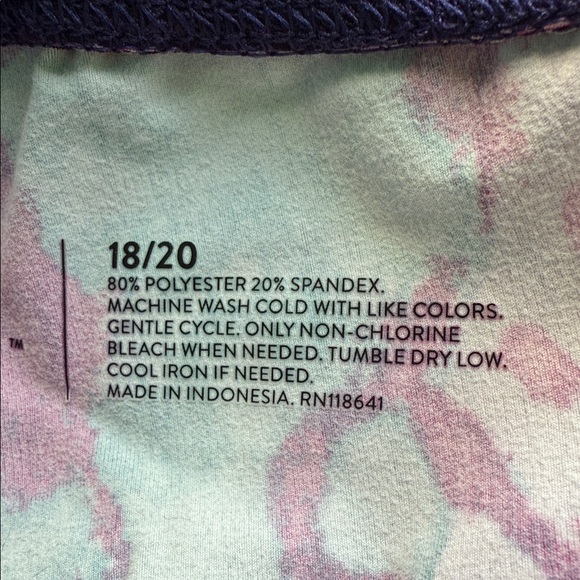 18/20
80% POLYESTER 20% SPANDEX.
MACHINE WASH COLD WITH LIKE COLORS.
GENTLE CYCLE. ONLY NON-CHLORINE
BLEACH WHEN NEEDED. TUMBLE DRY LOW.
COOL IRON IF NEEDED.
MADE IN INDONESIA. RN118641
TM